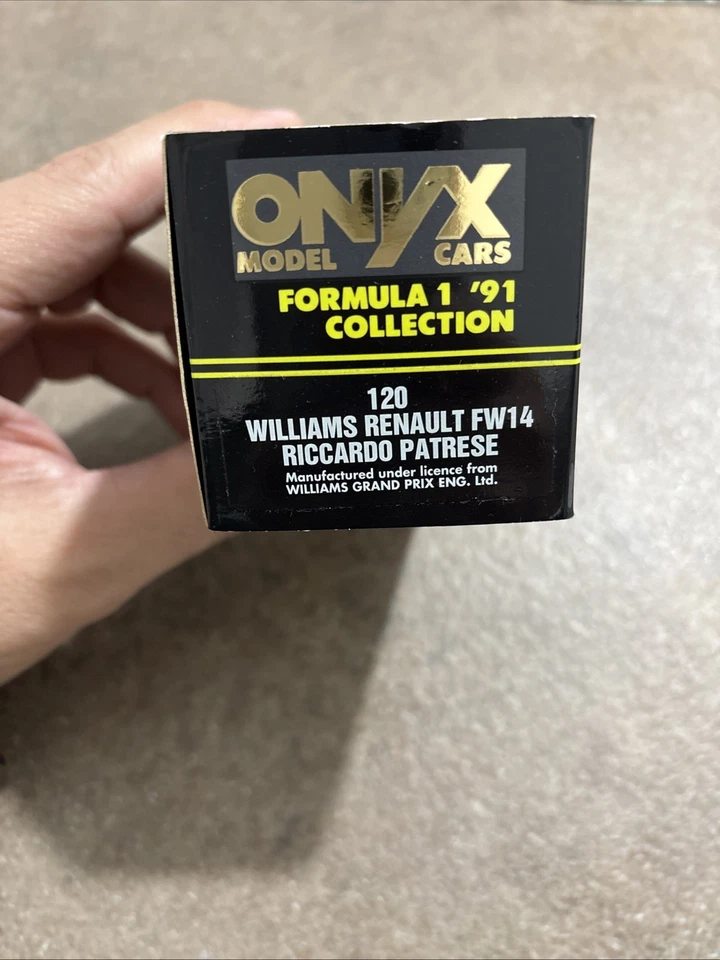 ONYX
MODEL CARS
FORMULA 1 '91
COLLECTION
120
WILLIAMS RENAULT FW14
RICCARDO PATRESE
Manufactured under licence from
WILLIAMS GRAND PRIX ENG. Ltd.